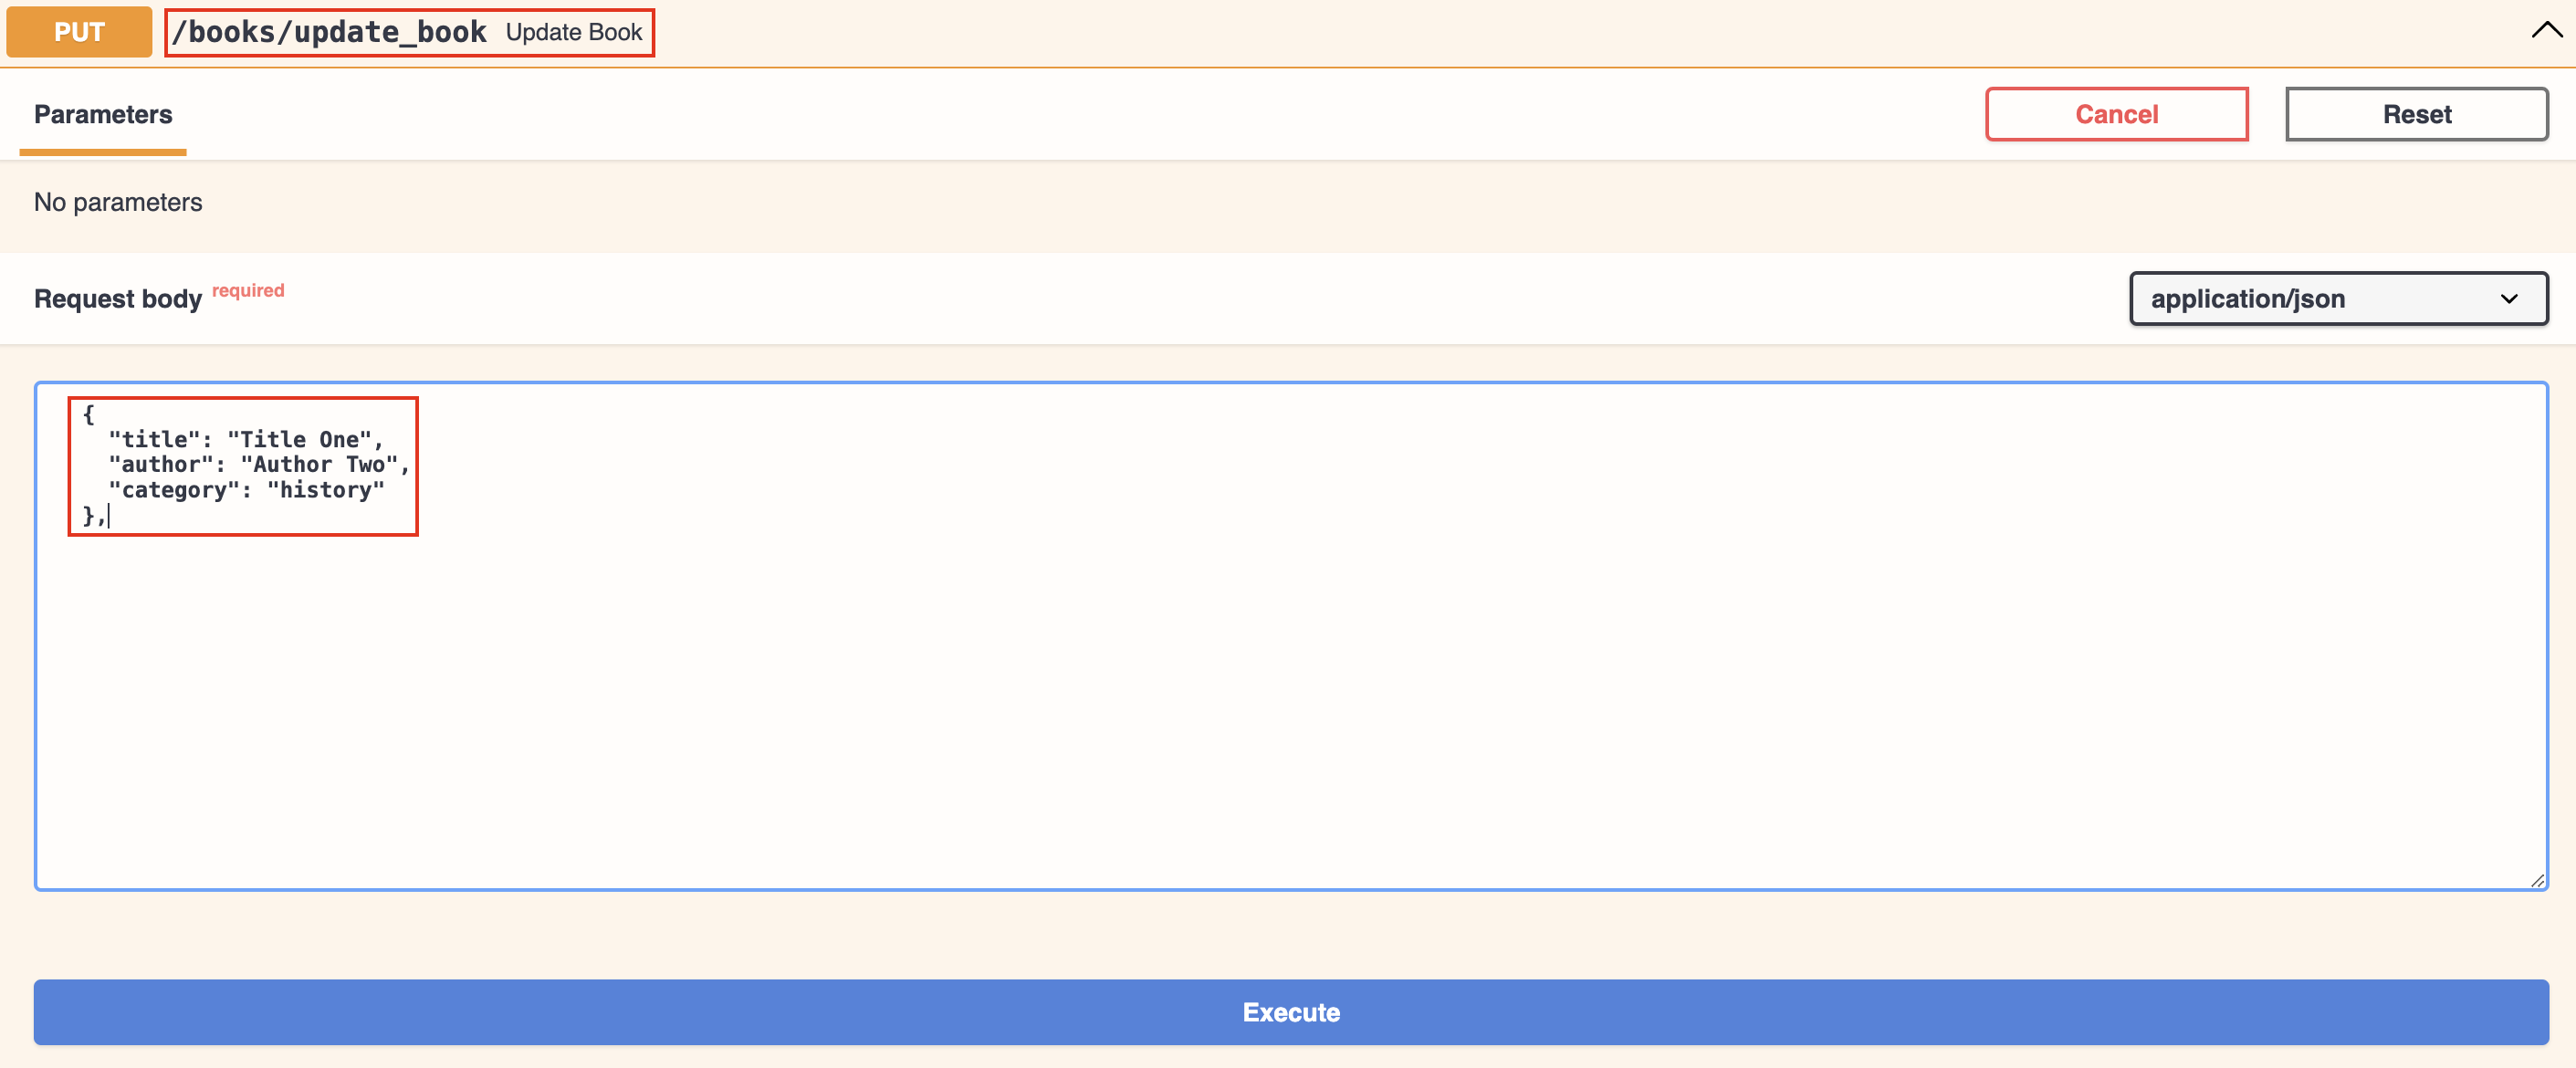 PUT /books/update_book Update Book
Parameters Cancel Reset
No parameters
Request body required application/json
{
  "title": "Title One",
  "author": "Author Two",
  "category": "history"
},
Execute